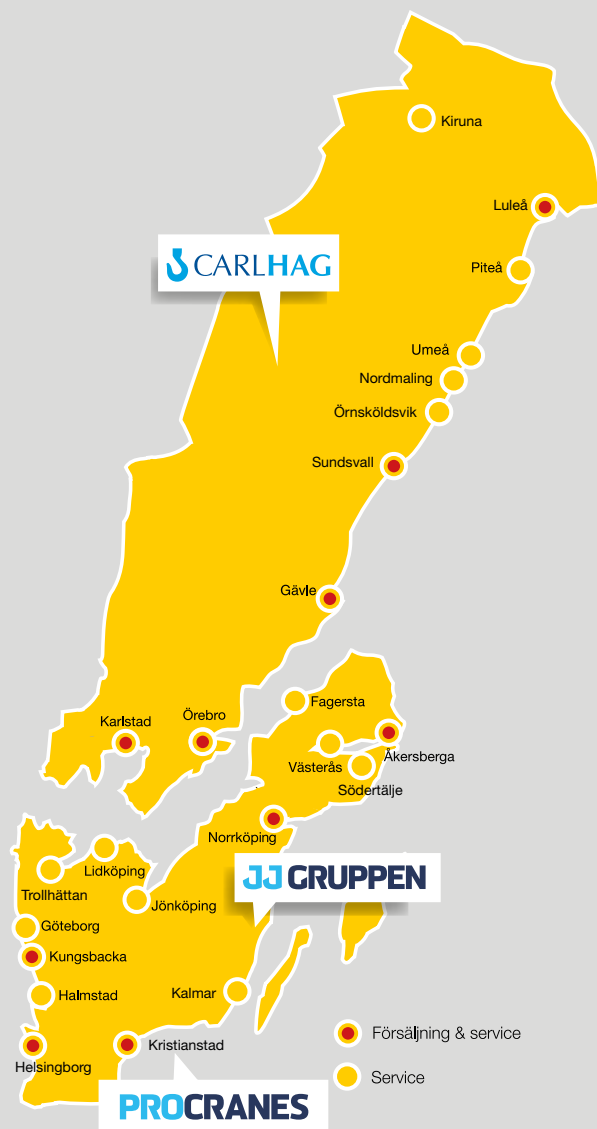 Kiruna
Luleå
CARLHAG
Piteå
Umeå
Nordmaling
Örnsköldsvik
Sundsvall
Gävle
Fagersta
Örebro
Karlstad
Åkersberga
Västerås
Södertälje
Norrköping
Lidköping
JJ GRUPPEN
Trollhättan
Jönköping
Göteborg
Kungsbacka
Kalmar
Halmstad
Försäljning & service
Kristianstad
Helsingborg
Service
PROCRANES